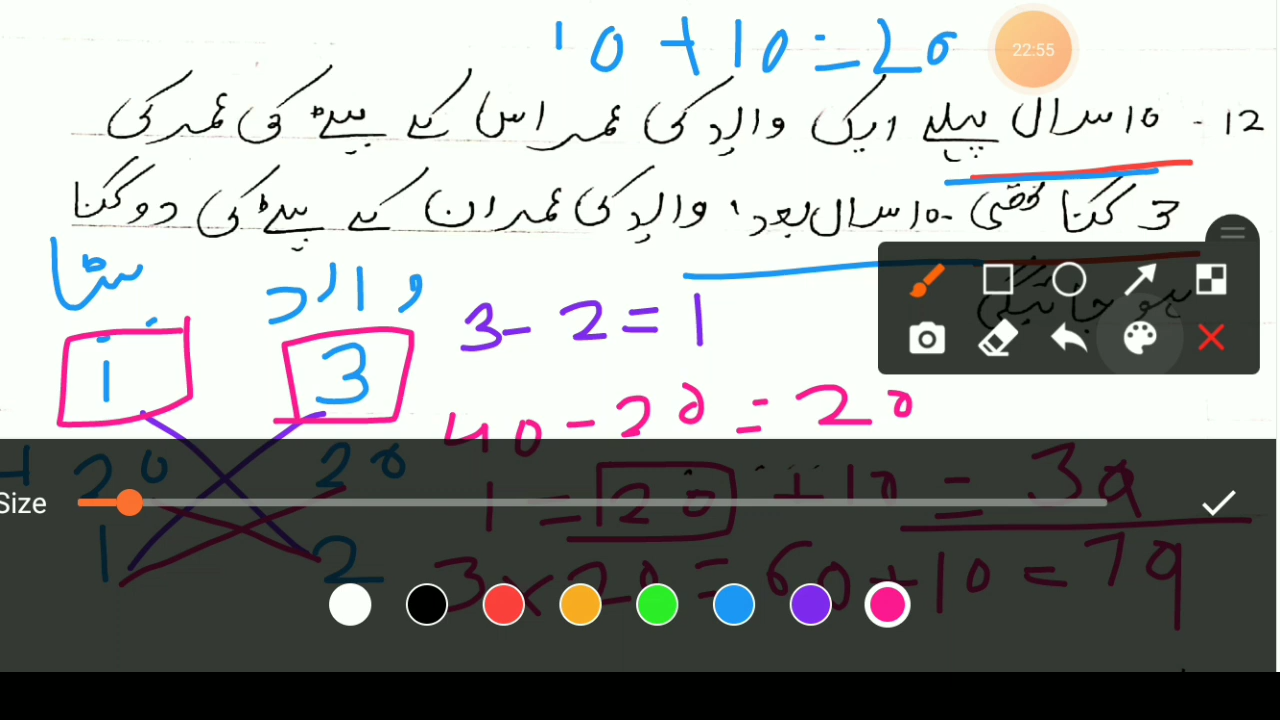 10 + 10 = 20
22:55
12 - 10 سال پہلے ایک والد کی عمر اس کے بیٹے کی عمر کی
3 گنا تھی - 10 سال بعد، والد کی عمر ان کے بیٹے کی دوگنا
ہو جائیگی
بیٹا والد
1 3
3 - 2 = 1
40 - 20 = 20
20 20
1 = 20 + 10 = 30
1 2
3 × 20 = 60 + 10 = 70
Size